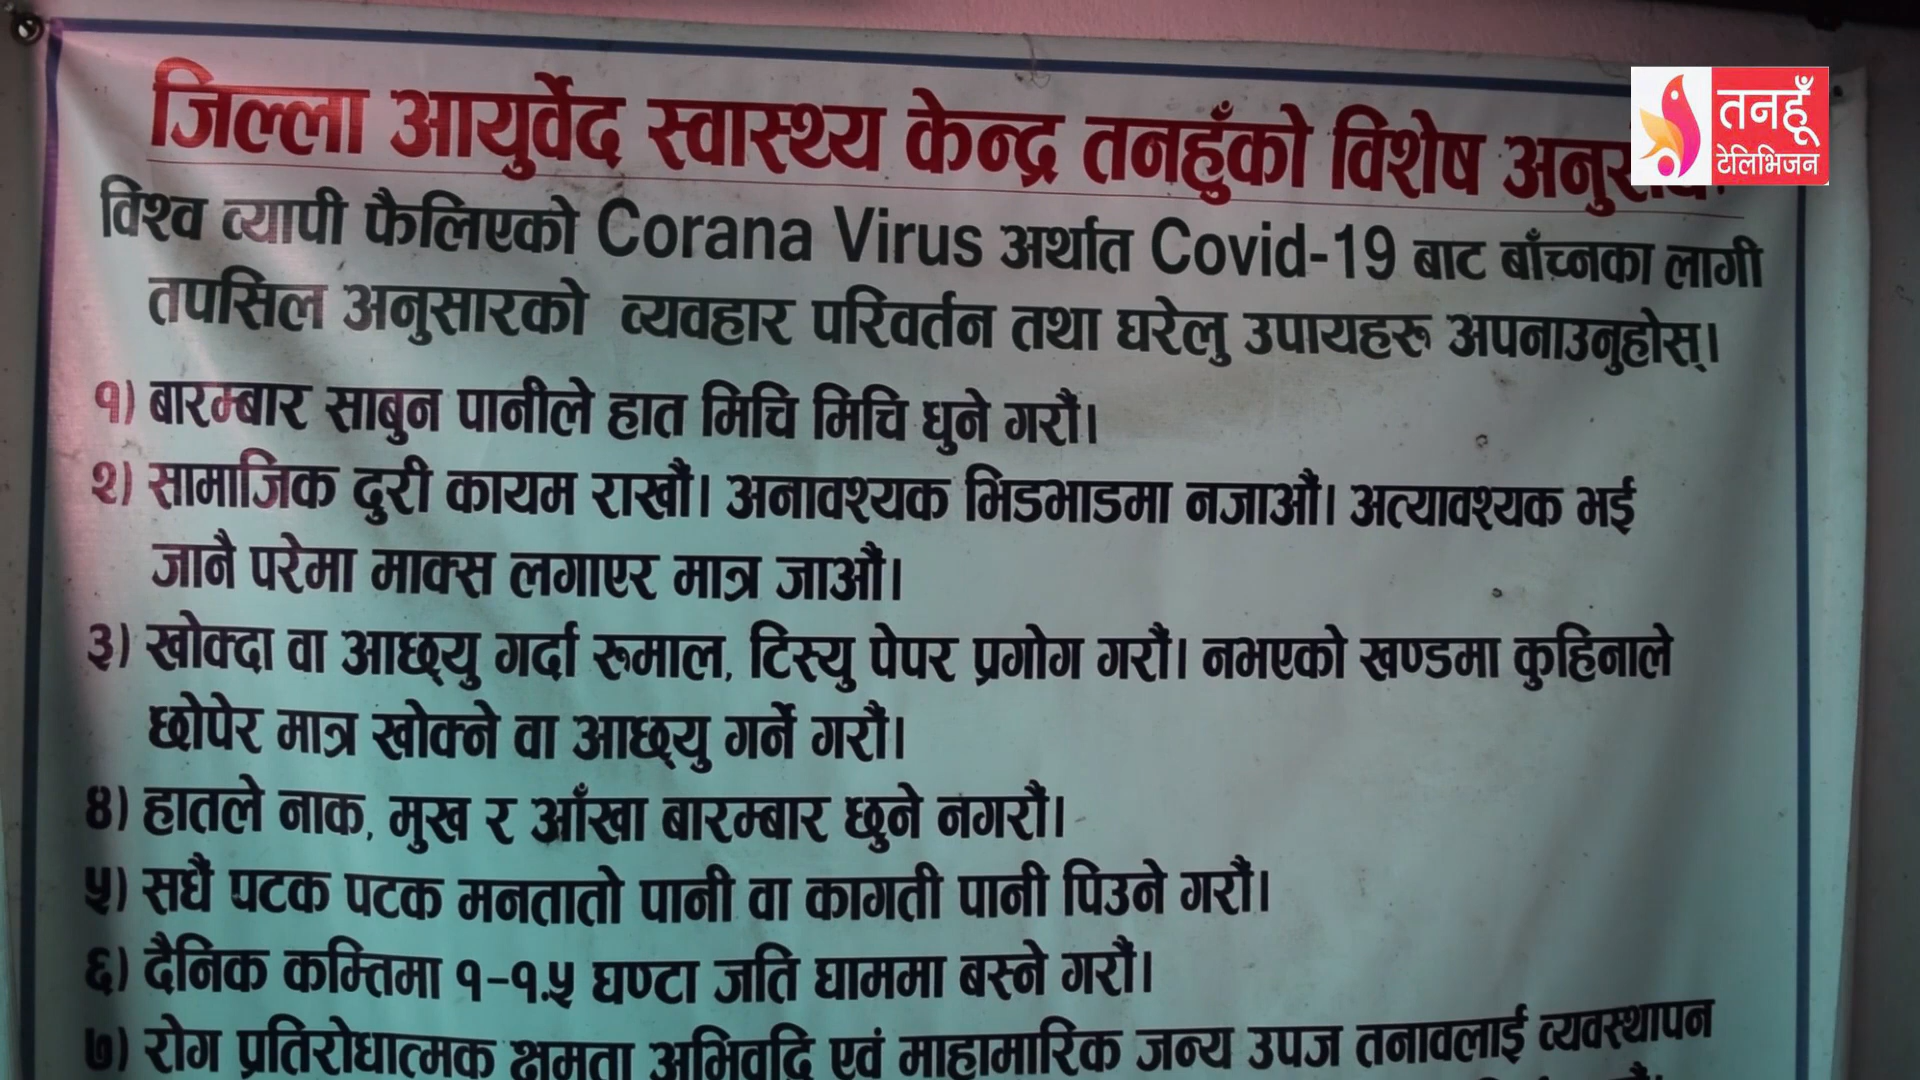 जिल्ला आयुर्वेद स्वास्थ्य केन्द्र तनहुँको विशेष
तनहूँ
टेलिभिजन
विश्व व्यापी फैलिएको Corana Virus अर्थात Covid-19 बाट बाँच्नका लागी
तपसिल अनुसारको व्यवहार परिवर्तन तथा घरेलु उपायहरू अपनाउनुहोस्।
१) बारम्बार साबुन पानीले हात मिचि मिचि धुने गरौं।
२) सामाजिक दुरी कायम राखौं। अनावश्यक भिडभाडमा नजाऔं। अत्यावश्यक भई
जानै परेमा माक्स लगाएर मात्र जाऔं।
३) खोक्दा वा आछ्यु गर्दा रूमाल, टिस्यु पेपर प्रगोग गरौं। नभएको खण्डमा कुहिनाले
छोपेर मात्र खोक्ने वा आछ्यु गर्ने गरौं।
४) हातले नाक, मुख र आँखा बारम्बार छुने नगरौं।
५) सधैं पटक पटक मनतातो पानी वा कागती पानी पिउने गरौं।
६) दैनिक कम्तिमा १-१.५ घण्टा जति घाममा बस्ने गरौं।
७) रोग प्रतिरोधात्मक क्षमता अभिवृद्दि एवं माहामारिक जन्य उपज तनावलाई व्यवस्थापन